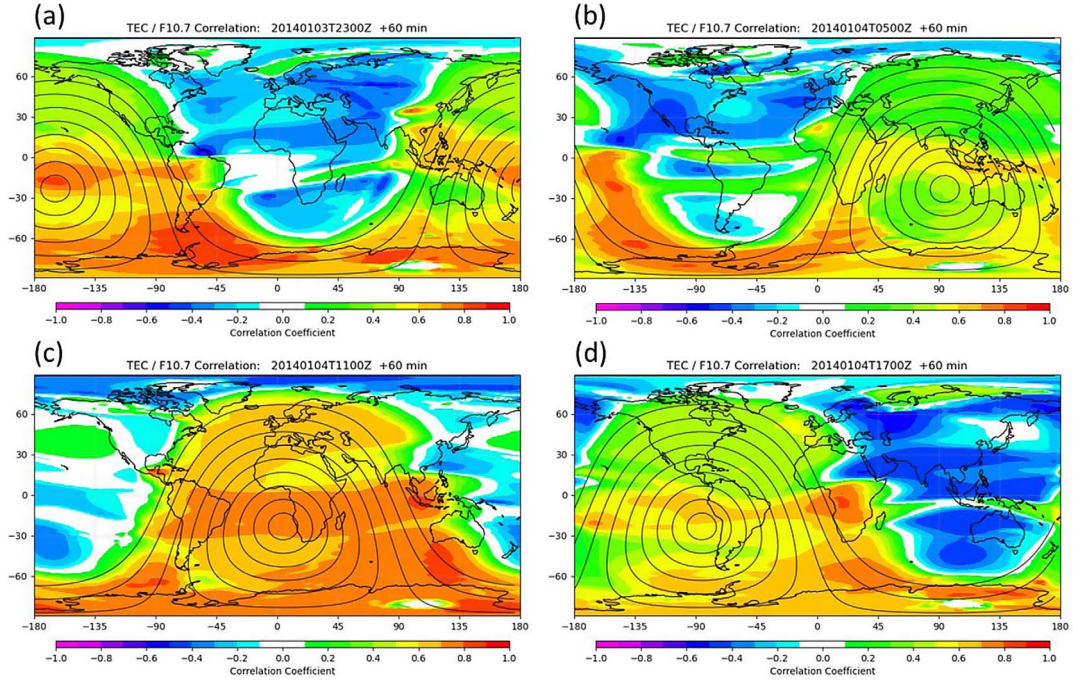 (a)
TEC / F10.7 Correlation: 20140103T2300Z +60 min
60
30
0
−30
−60
−180 −135 −90 −45 0 45 90 135 180
−1.0 −0.8 −0.6 −0.4 −0.2 0.0 0.2 0.4 0.6 0.8 1.0
Correlation Coefficient
(b)
TEC / F10.7 Correlation: 20140104T0500Z +60 min
60
30
0
−30
−60
−180 −135 −90 −45 0 45 90 135 180
−1.0 −0.8 −0.6 −0.4 −0.2 0.0 0.2 0.4 0.6 0.8 1.0
Correlation Coefficient
(c)
TEC / F10.7 Correlation: 20140104T1100Z +60 min
60
30
0
−30
−60
−180 −135 −90 −45 0 45 90 135 180
−1.0 −0.8 −0.6 −0.4 −0.2 0.0 0.2 0.4 0.6 0.8 1.0
Correlation Coefficient
(d)
TEC / F10.7 Correlation: 20140104T1700Z +60 min
60
30
0
−30
−60
−180 −135 −90 −45 0 45 90 135 180
−1.0 −0.8 −0.6 −0.4 −0.2 0.0 0.2 0.4 0.6 0.8 1.0
Correlation Coefficient